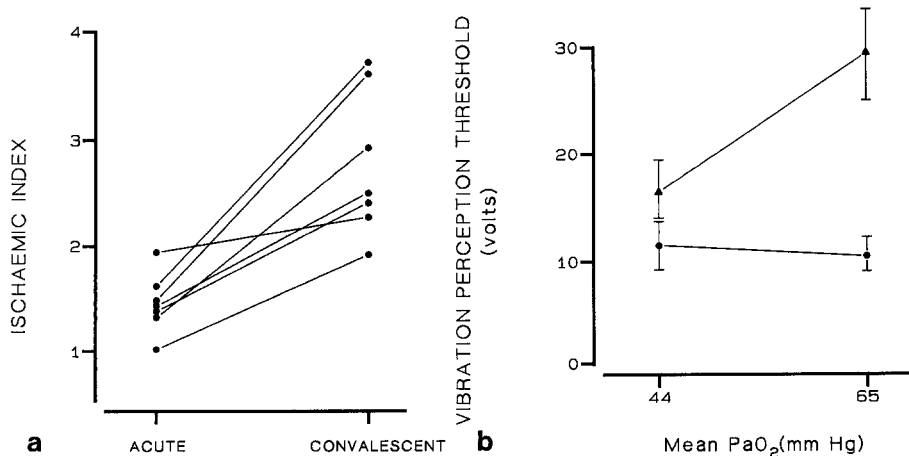 ISCHAEMIC INDEX
4
3
2
1
ACUTE
CONVALESCENT
a
VIBRATION PERCEPTION THRESHOLD
(volts)
30
20
10
0
44
65
Mean PaO₂(mm Hg)
b